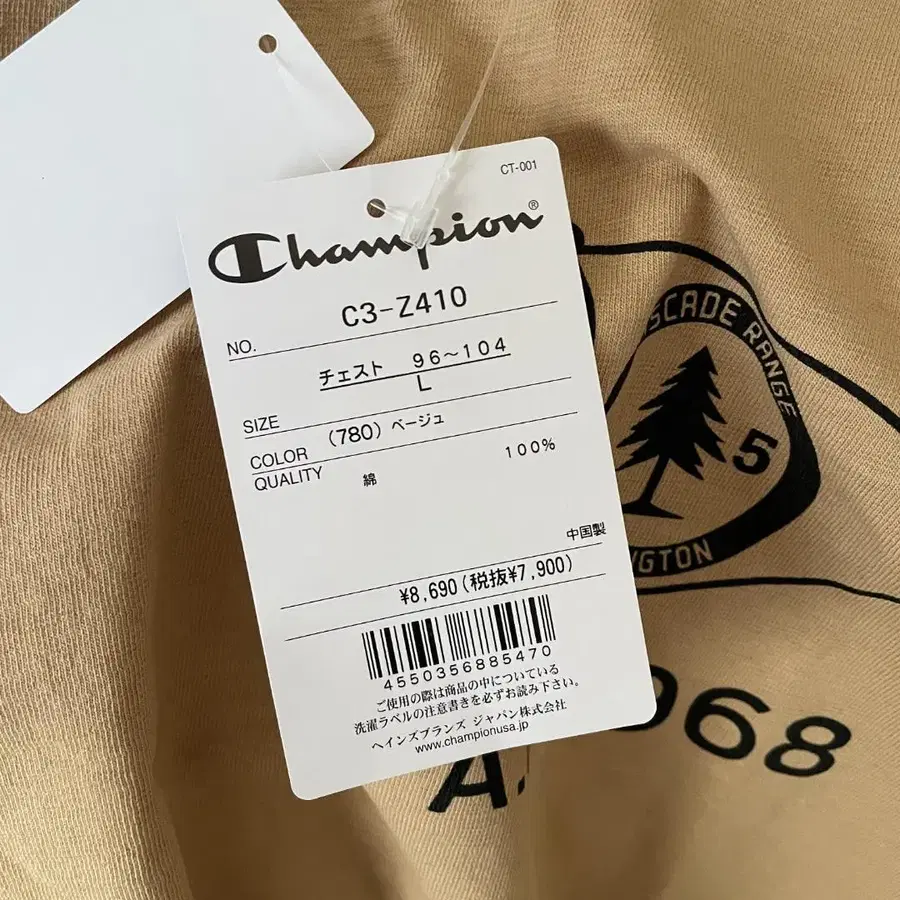 CT-001
Champion®
C3-Z410
NO.
チェスト 96~104
L
SIZE
COLOR (780) ベージュ
QUALITY 綿 100%
中国製
¥8,690(税抜¥7,900)
4550356885470
ご使用の際は商品の中についている
洗濯ラベルの注意書きを必ずお読み下さい。
ヘインズブランズ ジャパン株式会社
www.championusa.jp
RANGE
5
968